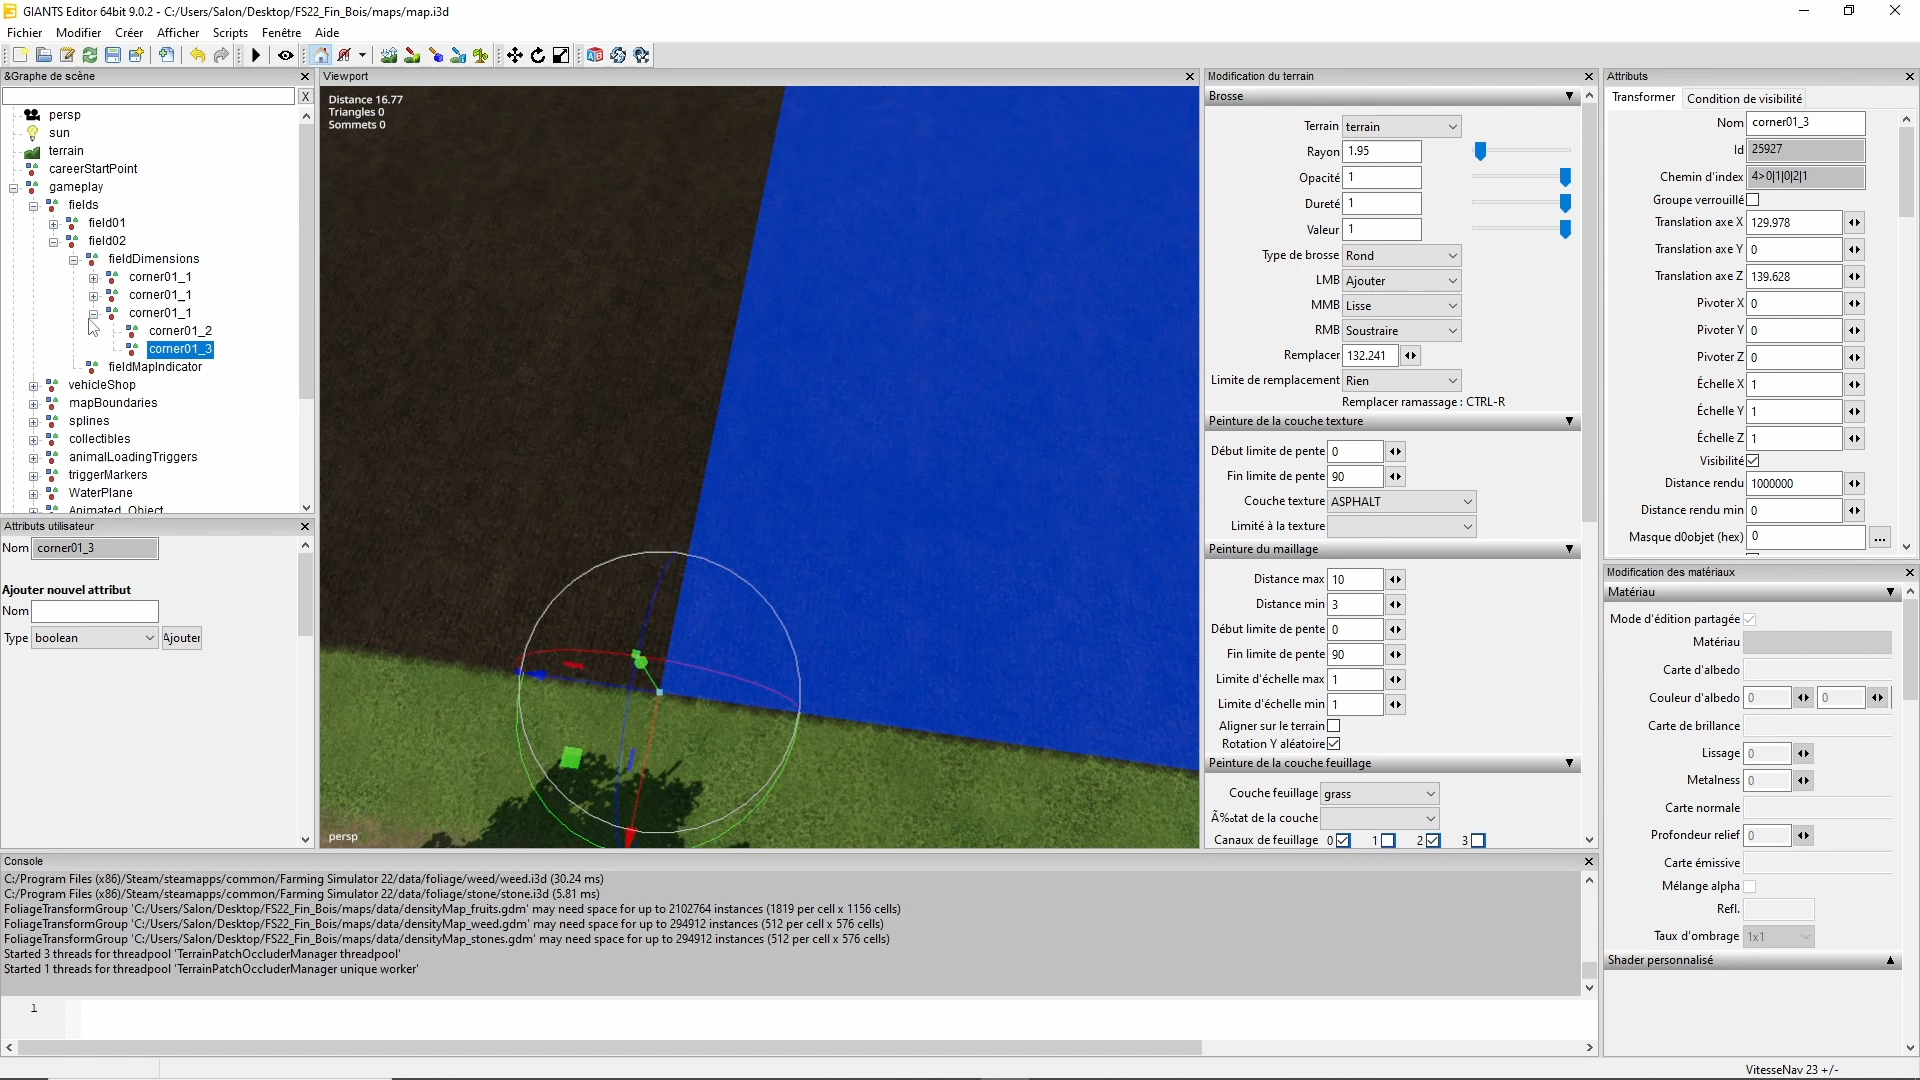 GIANTS Editor 64bit 9.0.2 - C:/Users/Salon/Desktop/FS22_Fin_Bois/maps/map.i3d
Fichier Modifier Créer Afficher Scripts Fenêtre Aide
&Graphe de scène
X
persp
sun
terrain
careerStartPoint
gameplay
fields
field01
field02
fieldDimensions
corner01_1
corner01_1
corner01_1
corner01_2
corner01_3
fieldMapIndicator
vehicleShop
mapBoundaries
splines
collectibles
animalLoadingTriggers
triggerMarkers
WaterPlane
Animated_Object
Attributs utilisateur
Nom corner01_3
Ajouter nouvel attribut
Nom
Type boolean Ajouter
Viewport
Distance 16.77
Triangles 0
Sommets 0
persp
Modification du terrain
Brosse
Terrain terrain
Rayon 1.95
Opacité 1
Dureté 1
Valeur 1
Type de brosse Rond
LMB Ajouter
MMB Lisse
RMB Soustraire
Remplacer 132.241
Limite de remplacement Rien
Remplacer ramassage : CTRL-R
Peinture de la couche texture
Début limite de pente 0
Fin limite de pente 90
Couche texture ASPHALT
Limité à la texture
Peinture du maillage
Distance max 10
Distance min 3
Début limite de pente 0
Fin limite de pente 90
Limite d'échelle max 1
Limite d'échelle min 1
Aligner sur le terrain
Rotation Y aléatoire
Peinture de la couche feuillage
Couche feuillage grass
Ã‰tat de la couche
Canaux de feuillage 0 1 2 3
Attributs
Transformer Condition de visibilité
Nom corner01_3
Id 25927
Chemin d'index 4>0|1|0|2|1
Groupe verrouillé
Translation axe X 129.978
Translation axe Y 0
Translation axe Z 139.628
Pivoter X 0
Pivoter Y 0
Pivoter Z 0
Échelle X 1
Échelle Y 1
Échelle Z 1
Visibilité
Distance rendu 1000000
Distance rendu min 0
Masque d0objet (hex) 0 ...
Modification des matériaux
Matériau
Mode d'édition partagée
Matériau
Carte d'albedo
Couleur d'albedo 0 0
Carte de brillance
Lissage 0
Metalness 0
Carte normale
Profondeur relief 0
Carte émissive
Mélange alpha
Refl.
Taux d'ombrage 1x1
Shader personnalisé
Console
C:/Program Files (x86)/Steam/steamapps/common/Farming Simulator 22/data/foliage/weed/weed.i3d (30.24 ms)
C:/Program Files (x86)/Steam/steamapps/common/Farming Simulator 22/data/foliage/stone/stone.i3d (5.81 ms)
FoliageTransformGroup 'C:/Users/Salon/Desktop/FS22_Fin_Bois/maps/data/densityMap_fruits.gdm' may need space for up to 2102764 instances (1819 per cell x 1156 cells)
FoliageTransformGroup 'C:/Users/Salon/Desktop/FS22_Fin_Bois/maps/data/densityMap_weed.gdm' may need space for up to 294912 instances (512 per cell x 576 cells)
FoliageTransformGroup 'C:/Users/Salon/Desktop/FS22_Fin_Bois/maps/data/densityMap_stones.gdm' may need space for up to 294912 instances (512 per cell x 576 cells)
Started 3 threads for threadpool 'TerrainPatchOccluderManager threadpool'
Started 1 threads for threadpool 'TerrainPatchOccluderManager unique worker'
1
VitesseNav 23 +/-